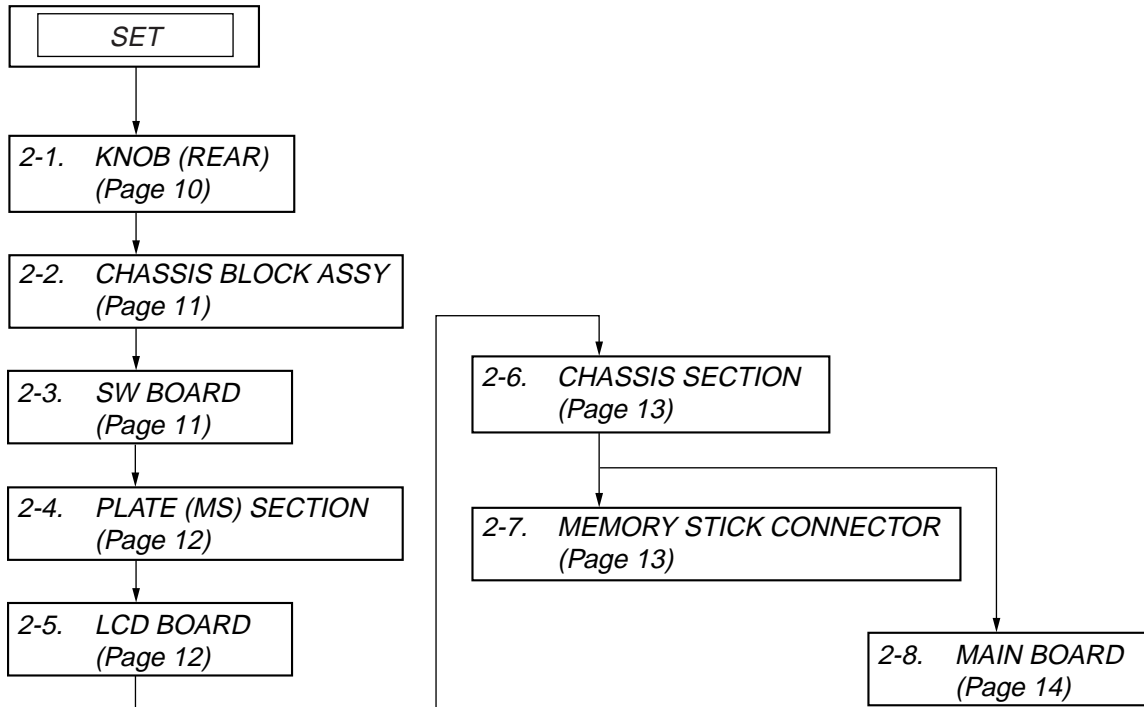 SET
2-1. KNOB (REAR)
(Page 10)
2-2. CHASSIS BLOCK ASSY
(Page 11)
2-3. SW BOARD
(Page 11)
2-4. PLATE (MS) SECTION
(Page 12)
2-5. LCD BOARD
(Page 12)
2-6. CHASSIS SECTION
(Page 13)
2-7. MEMORY STICK CONNECTOR
(Page 13)
2-8. MAIN BOARD
(Page 14)